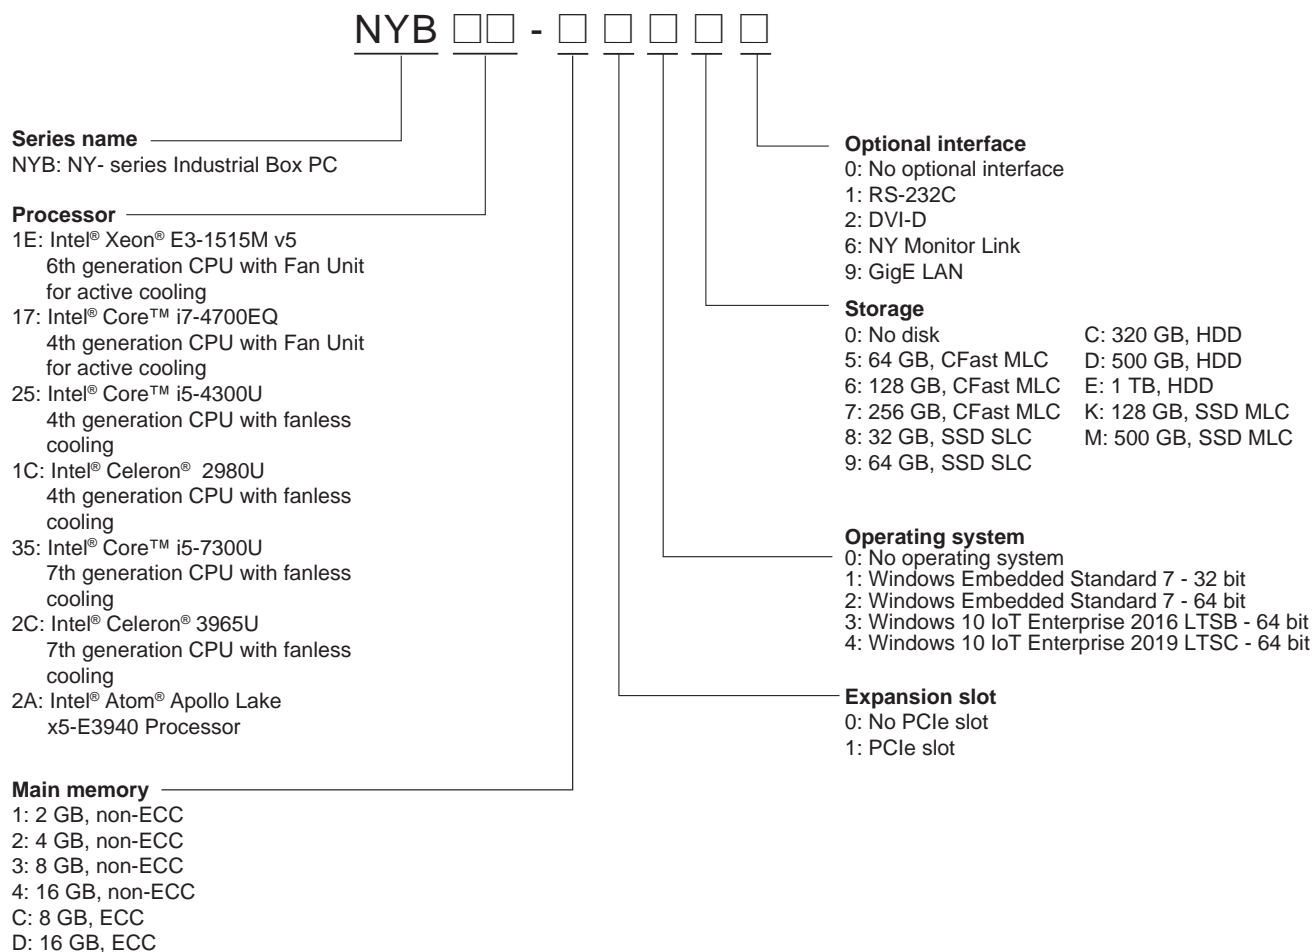 NYB □□ - □ □ □ □ □
Series name
NYB: NY- series Industrial Box PC
Processor
1E: Intel® Xeon® E3-1515M v5
6th generation CPU with Fan Unit
for active cooling
17: Intel® Core™ i7-4700EQ
4th generation CPU with Fan Unit
for active cooling
25: Intel® Core™ i5-4300U
4th generation CPU with fanless
cooling
1C: Intel® Celeron® 2980U
4th generation CPU with fanless
cooling
35: Intel® Core™ i5-7300U
7th generation CPU with fanless
cooling
2C: Intel® Celeron® 3965U
7th generation CPU with fanless
cooling
2A: Intel® Atom® Apollo Lake
x5-E3940 Processor
Main memory
1: 2 GB, non-ECC
2: 4 GB, non-ECC
3: 8 GB, non-ECC
4: 16 GB, non-ECC
C: 8 GB, ECC
D: 16 GB, ECC
Optional interface
0: No optional interface
1: RS-232C
2: DVI-D
6: NY Monitor Link
9: GigE LAN
Storage
0: No disk
5: 64 GB, CFast MLC
6: 128 GB, CFast MLC
7: 256 GB, CFast MLC
8: 32 GB, SSD SLC
9: 64 GB, SSD SLC
C: 320 GB, HDD
D: 500 GB, HDD
E: 1 TB, HDD
K: 128 GB, SSD MLC
M: 500 GB, SSD MLC
Operating system
0: No operating system
1: Windows Embedded Standard 7 - 32 bit
2: Windows Embedded Standard 7 - 64 bit
3: Windows 10 IoT Enterprise 2016 LTSB - 64 bit
4: Windows 10 IoT Enterprise 2019 LTSC - 64 bit
Expansion slot
0: No PCIe slot
1: PCIe slot